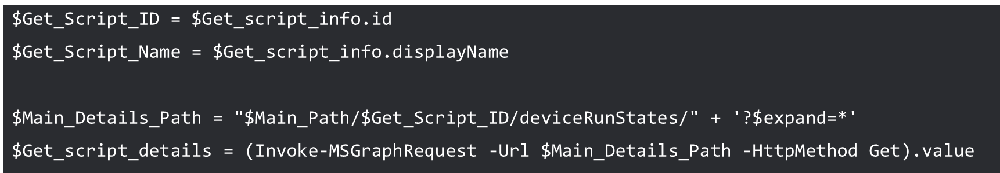 $Get_Script_ID = $Get_script_info.id
$Get_Script_Name = $Get_script_info.displayName
$Main_Details_Path = "$Main_Path/$Get_Script_ID/deviceRunStates/" + '?$expand=*'
$Get_script_details = (Invoke-MSGraphRequest -Url $Main_Details_Path -HttpMethod Get).value